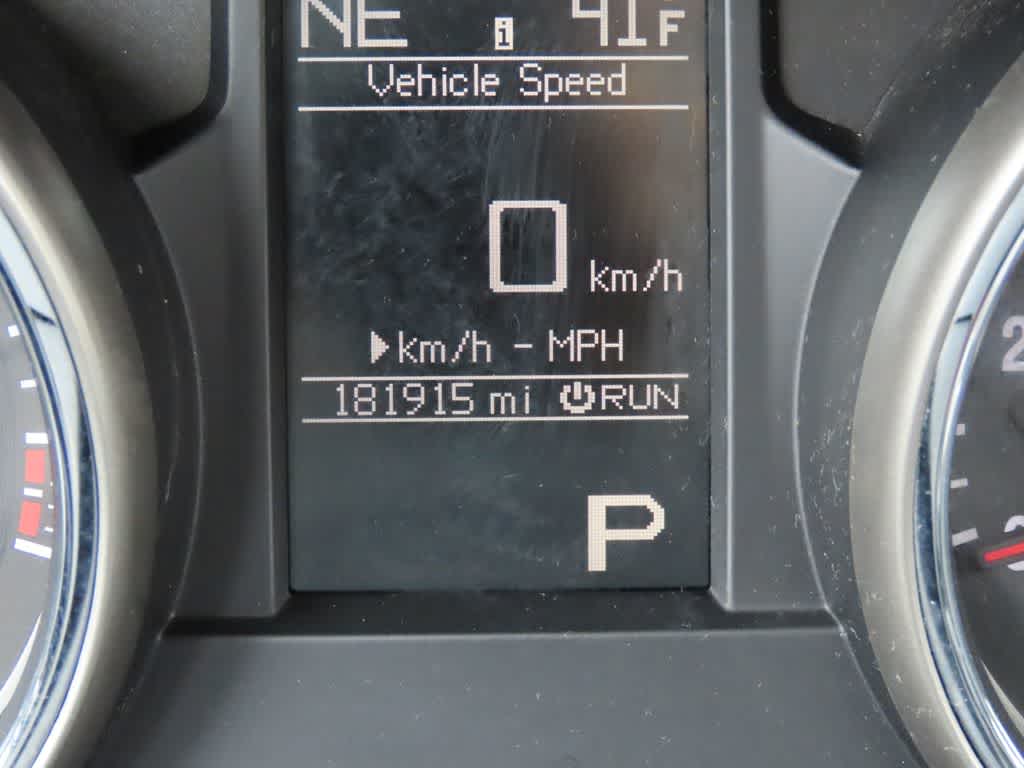 NE i 41F
Vehicle Speed
0 km/h
km/h - MPH
181915 mi RUN
P